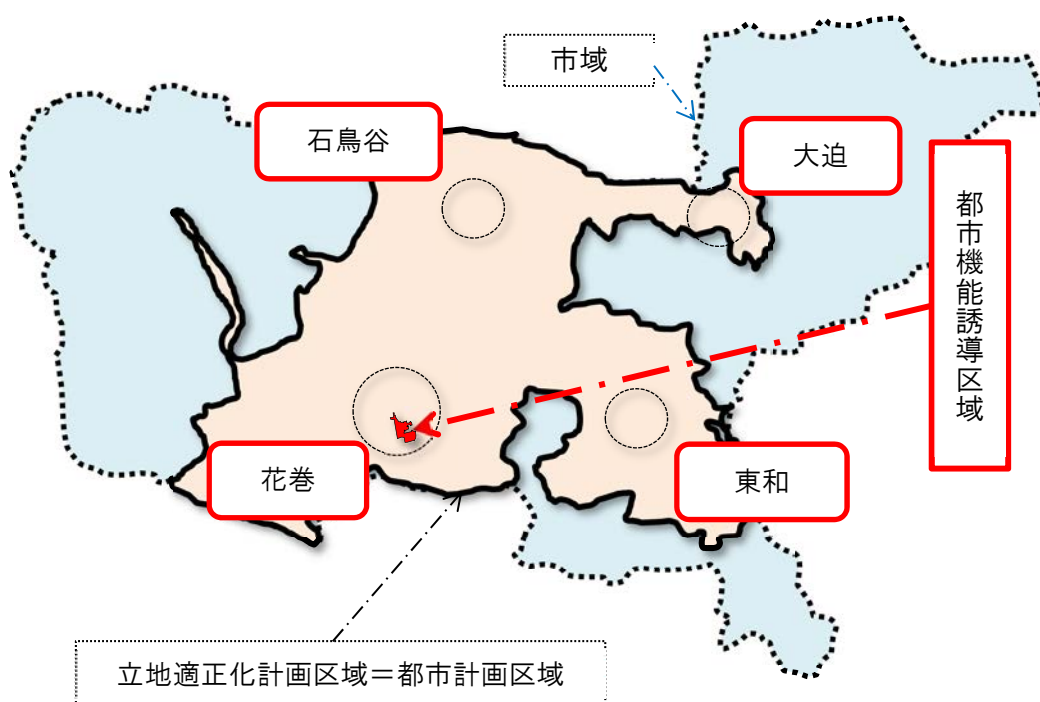 市域
石鳥谷
大迫
都市機能誘導区域
花巻
東和
立地適正化計画区域＝都市計画区域